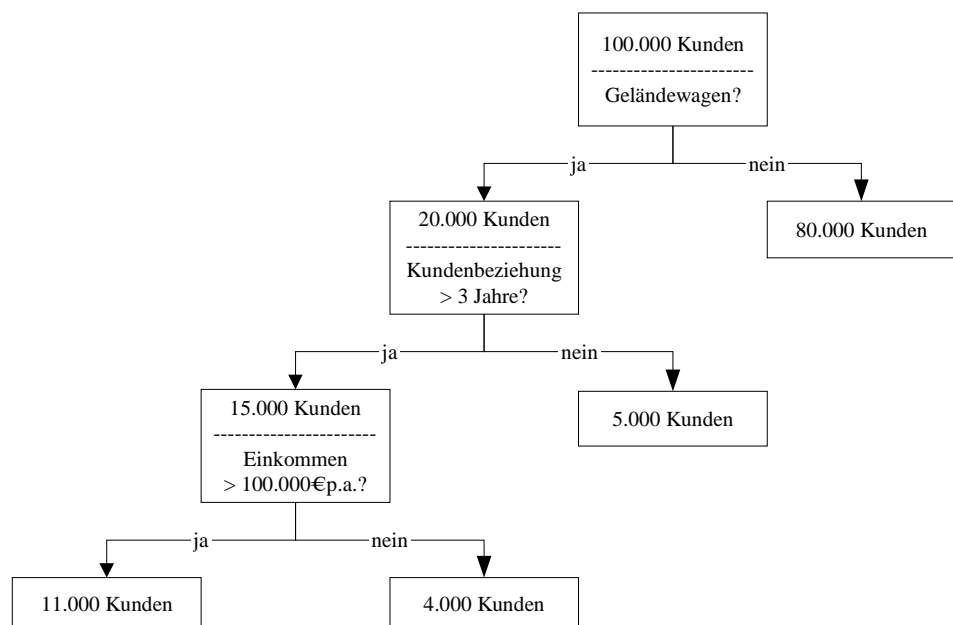 100.000 Kunden
-----------------------
Geländewagen?
ja
nein
20.000 Kunden
----------------------
Kundenbeziehung
> 3 Jahre?
80.000 Kunden
ja
nein
15.000 Kunden
-----------------------
Einkommen
> 100.000€p.a.?
5.000 Kunden
ja
nein
11.000 Kunden
4.000 Kunden